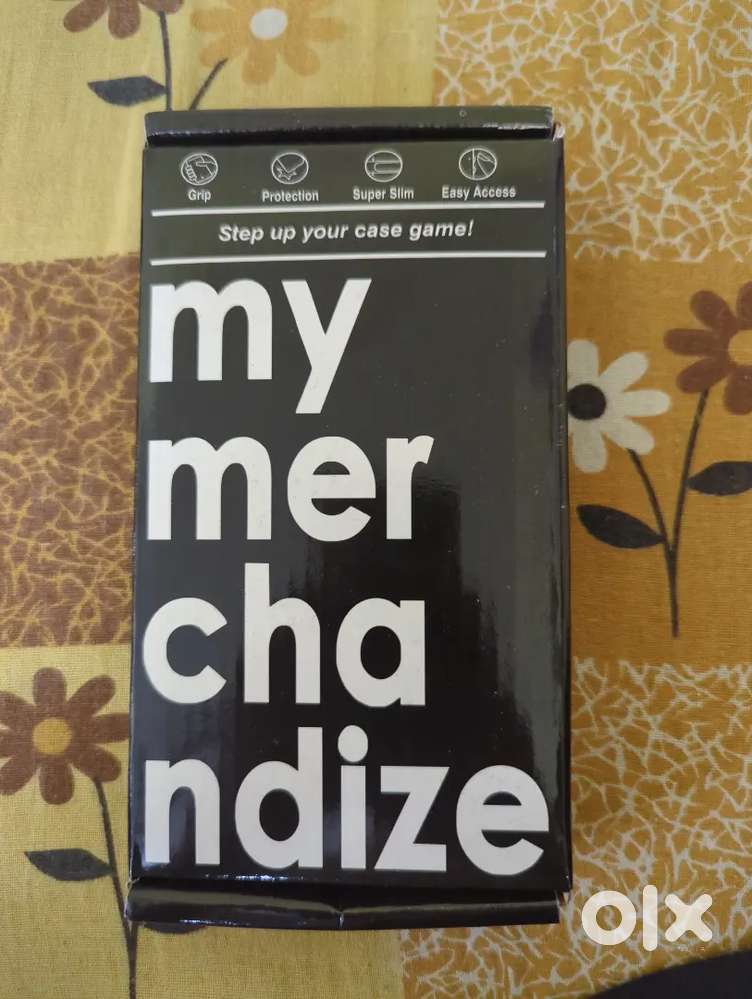 Grip Protection Super Slim Easy Access
Step up your case game!
my
mer
cha
ndize
olx